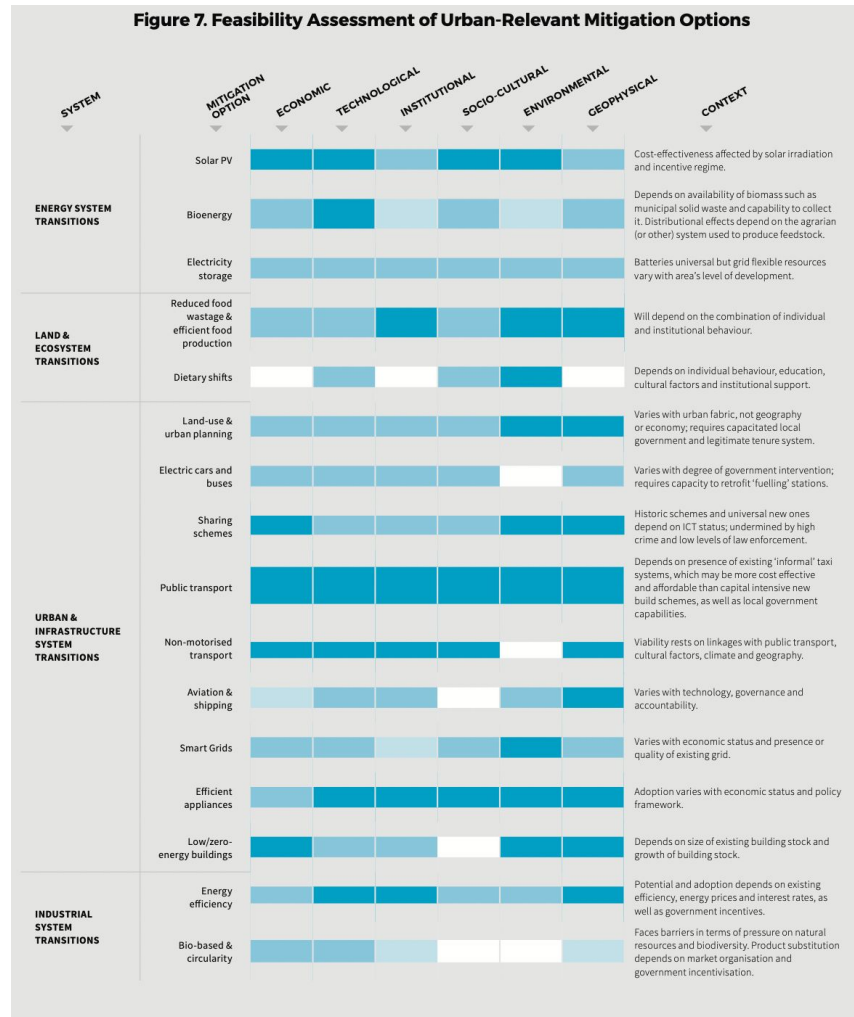 Figure 7. Feasibility Assessment of Urban-Relevant Mitigation Options
SYSTEM
MITIGATION
OPTION
ECONOMIC
TECHNOLOGICAL
INSTITUTIONAL
SOCIO-CULTURAL
ENVIRONMENTAL
GEOPHYSICAL
CONTEXT
ENERGY SYSTEM
TRANSITIONS
Solar PV
Cost-effectiveness affected by solar irradiation
and incentive regime.
Bioenergy
Depends on availability of biomass such as
municipal solid waste and capability to collect
it. Distributional effects depend on the agrarian
(or other) system used to produce feedstock.
Electricity
storage
Batteries universal but grid flexible resources
vary with area's level of development.
LAND &
ECOSYSTEM
TRANSITIONS
Reduced food
wastage &
efficient food
production
Will depend on the combination of individual
and institutional behaviour.
Dietary shifts
Depends on individual behaviour, education,
cultural factors and institutional support.
URBAN &
INFRASTRUCTURE
SYSTEM
TRANSITIONS
Land-use &
urban planning
Varies with urban fabric, not geography
or economy; requires capacitated local
government and legitimate tenure system.
Electric cars and
buses
Varies with degree of government intervention;
requires capacity to retrofit 'fuelling' stations.
Sharing
schemes
Historic schemes and universal new ones
depend on ICT status; undermined by high
crime and low levels of law enforcement.
Public transport
Depends on presence of existing 'informal' taxi
systems, which may be more cost effective
and affordable than capital intensive new
build schemes, as well as local government
capabilities.
Non-motorised
transport
Viability rests on linkages with public transport,
cultural factors, climate and geography.
Aviation &
shipping
Varies with technology, governance and
accountability.
Smart Grids
Varies with economic status and presence or
quality of existing grid.
Efficient
appliances
Adoption varies with economic status and policy
framework.
Low/zero-
energy buildings
Depends on size of existing building stock and
growth of building stock.
INDUSTRIAL
SYSTEM
TRANSITIONS
Energy
efficiency
Potential and adoption depends on existing
efficiency, energy prices and interest rates, as
well as government incentives.
Bio-based &
circularity
Faces barriers in terms of pressure on natural
resources and biodiversity. Product substitution
depends on market organisation and
government incentivisation.